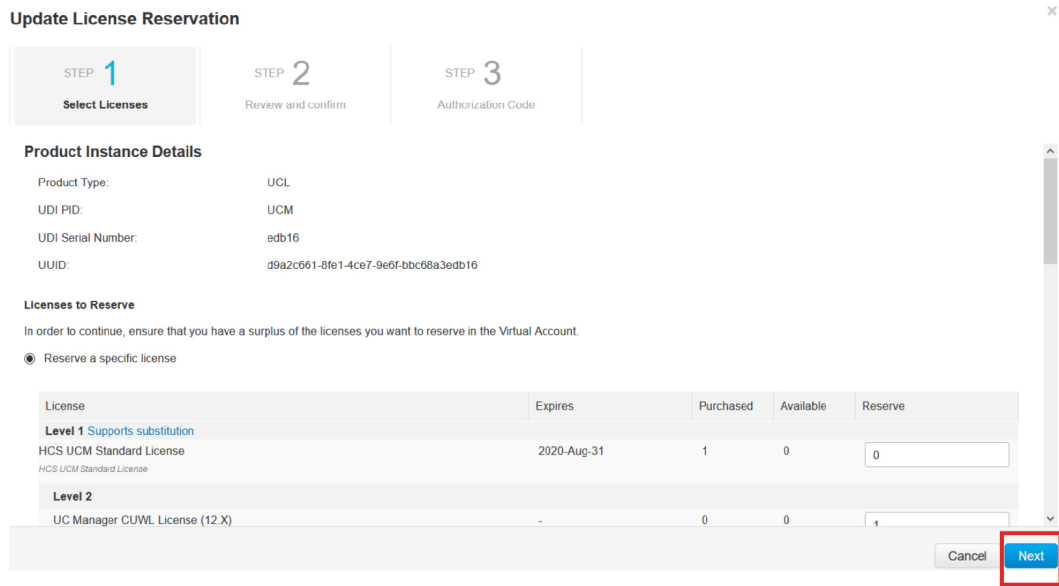 Update License Reservation
×
STEP 1
Select Licenses
STEP 2
Review and confirm
STEP 3
Authorization Code
Product Instance Details
Product Type: UCL
UDI PID: UCM
UDI Serial Number: edb16
UUID: d9a2c661-8fe1-4ce7-9e6f-bbc68a3edb16
Licenses to Reserve
In order to continue, ensure that you have a surplus of the licenses you want to reserve in the Virtual Account.
Reserve a specific license
License Expires Purchased Available Reserve
Level 1 Supports substitution
HCS UCM Standard License 2020-Aug-31 1 0 0
HCS UCM Standard License
Level 2
UC Manager CUWL License (12.X) - 0 0 1
Cancel Next